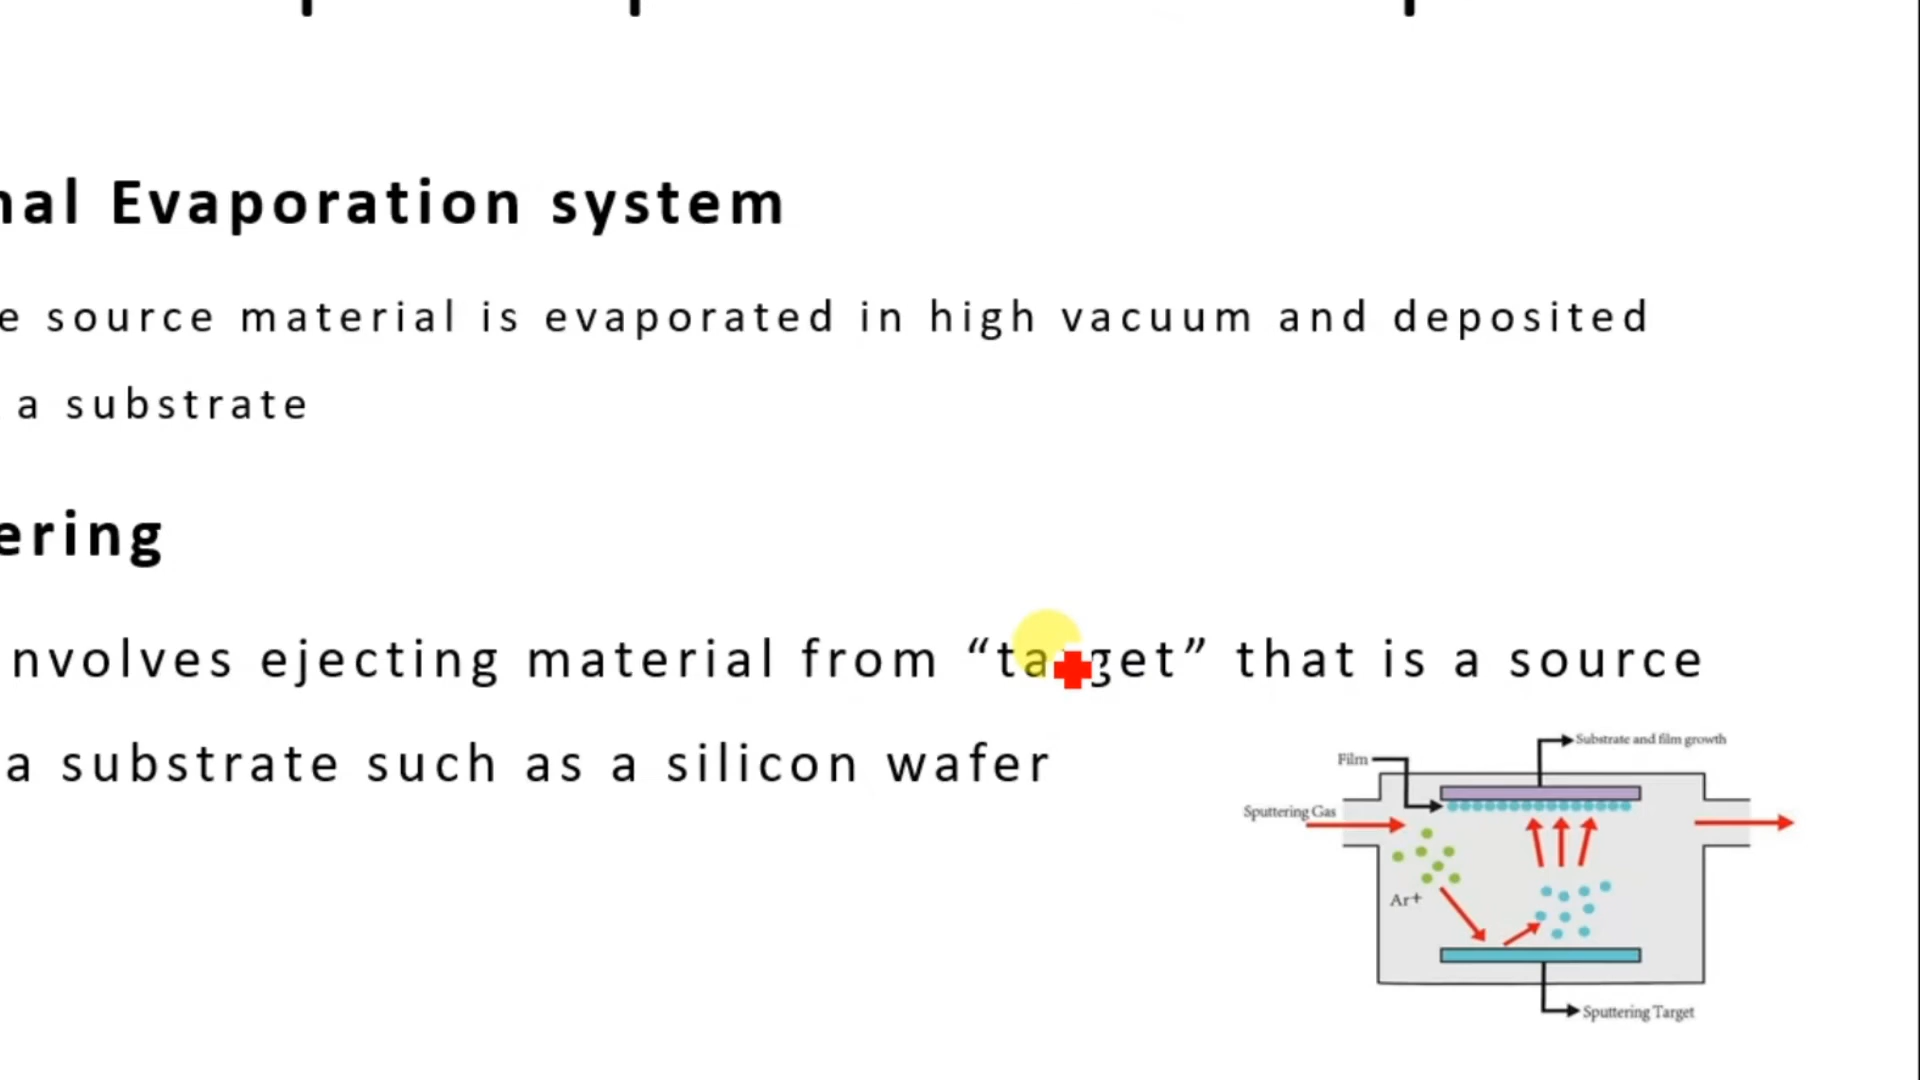 nal Evaporation system
e source material is evaporated in high vacuum and deposited
a substrate
ering
nvolves ejecting material from “target” that is a source
a substrate such as a silicon wafer
Substrate and film growth
Film
Sputtering Gas
Ar+
Sputtering Target